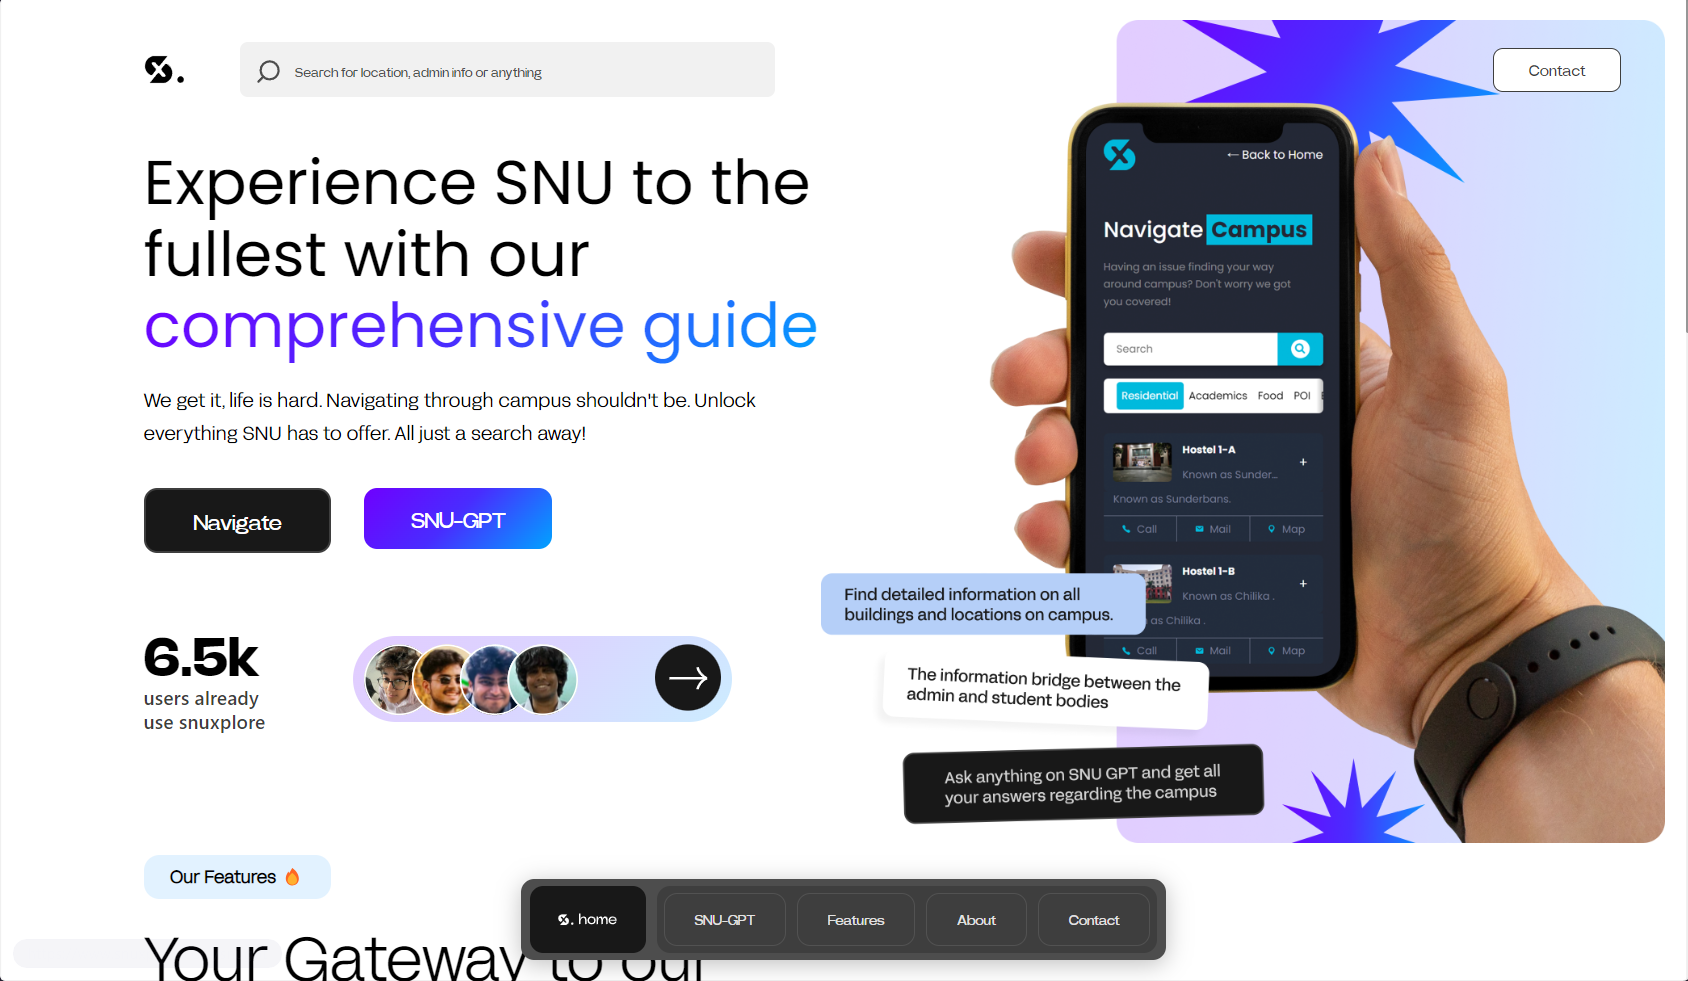 Search for location, admin info or anything
Contact
Experience SNU to the
fullest with our
comprehensive guide
We get it, life is hard. Navigating through campus shouldn't be. Unlock
everything SNU has to offer. All just a search away!
Navigate
SNU-GPT
6.5k
users already
use snuxplore
← Back to Home
Navigate Campus
Having an issue finding your way
around campus? Don't worry we got
you covered!
Search
Residential Academics Food POI
Hostel 1-A
+
Known as Sunder...
Known as Sunderbans.
Call Mail Map
Hostel 1-B
+
Known as Chilika .
as Chilika .
Call Mail Map
Find detailed information on all
buildings and locations on campus.
The information bridge between the
admin and student bodies
Ask anything on SNU GPT and get all
your answers regarding the campus
Our Features 🔥
Your Gateway to our
home
SNU-GPT
Features
About
Contact